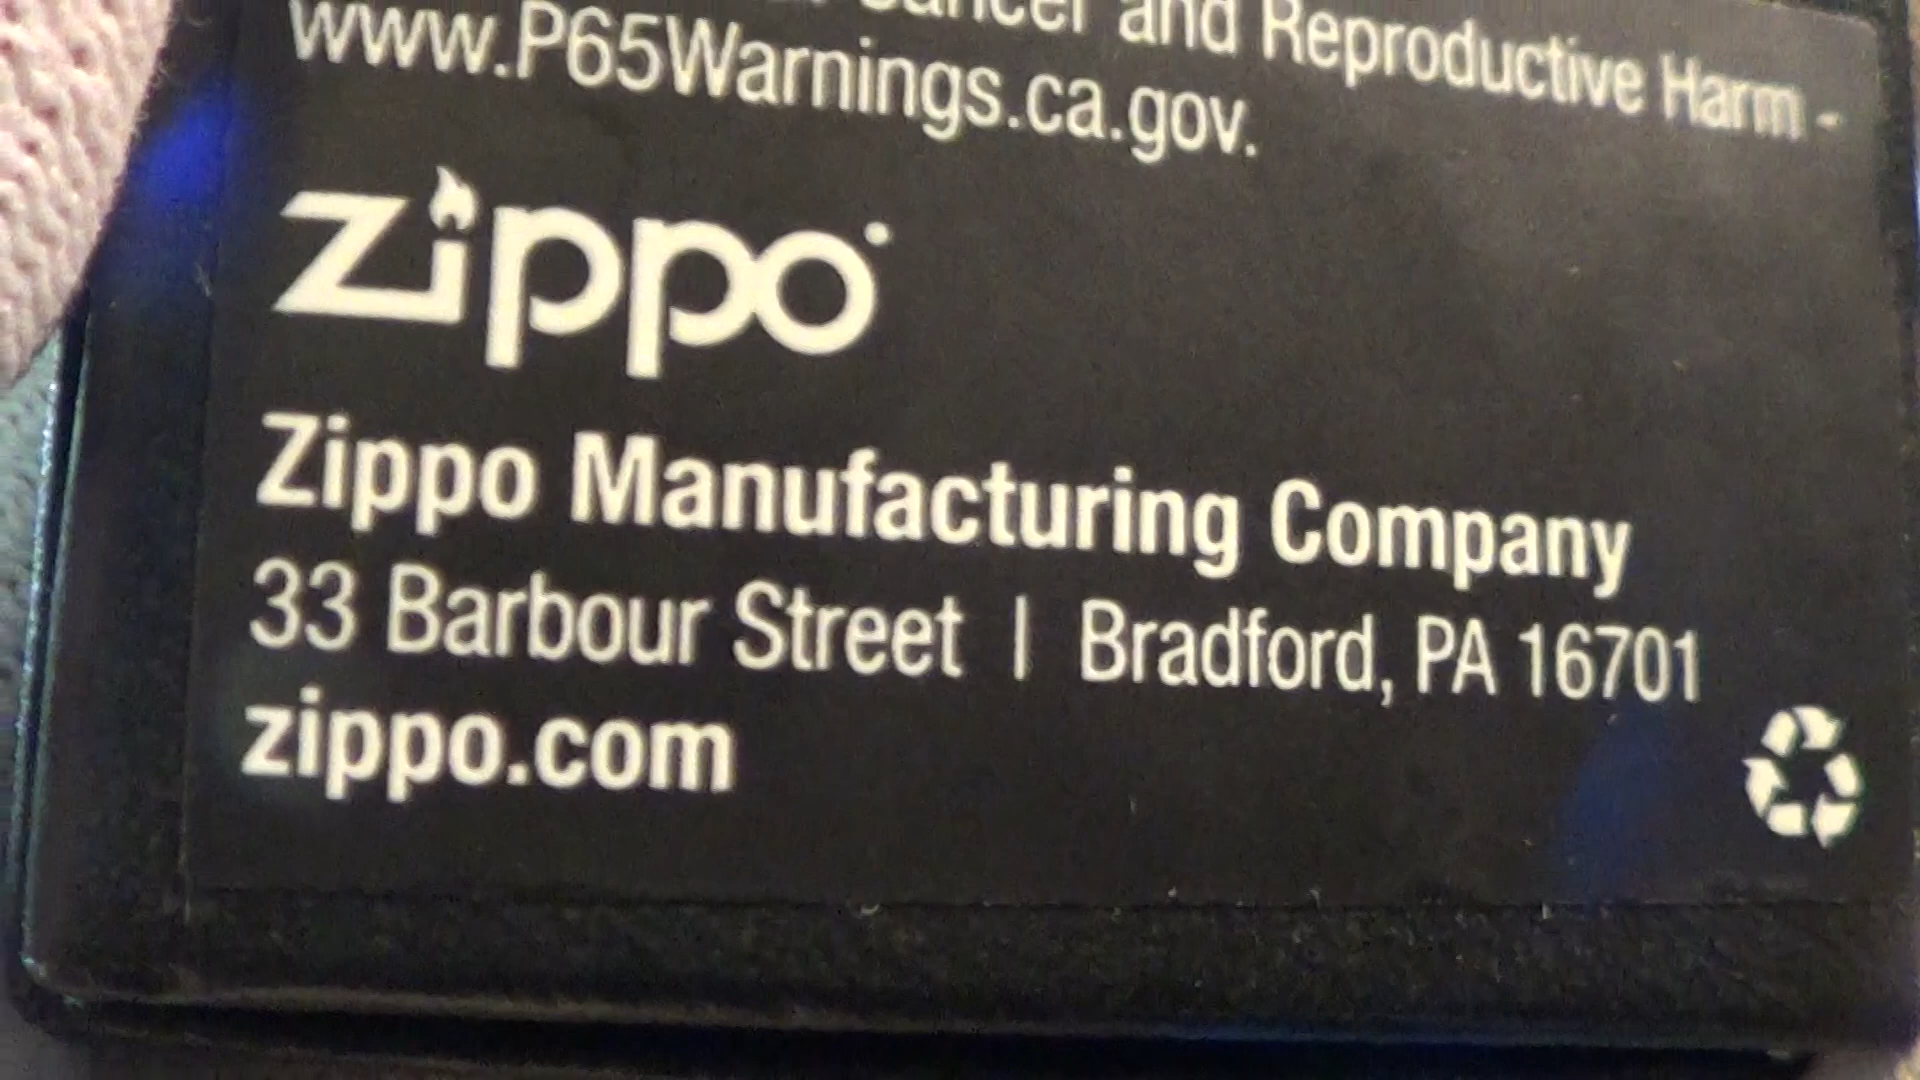 Cancer and Reproductive Harm -
www.P65Warnings.ca.gov.
zippo
Zippo Manufacturing Company
33 Barbour Street | Bradford, PA 16701
zippo.com